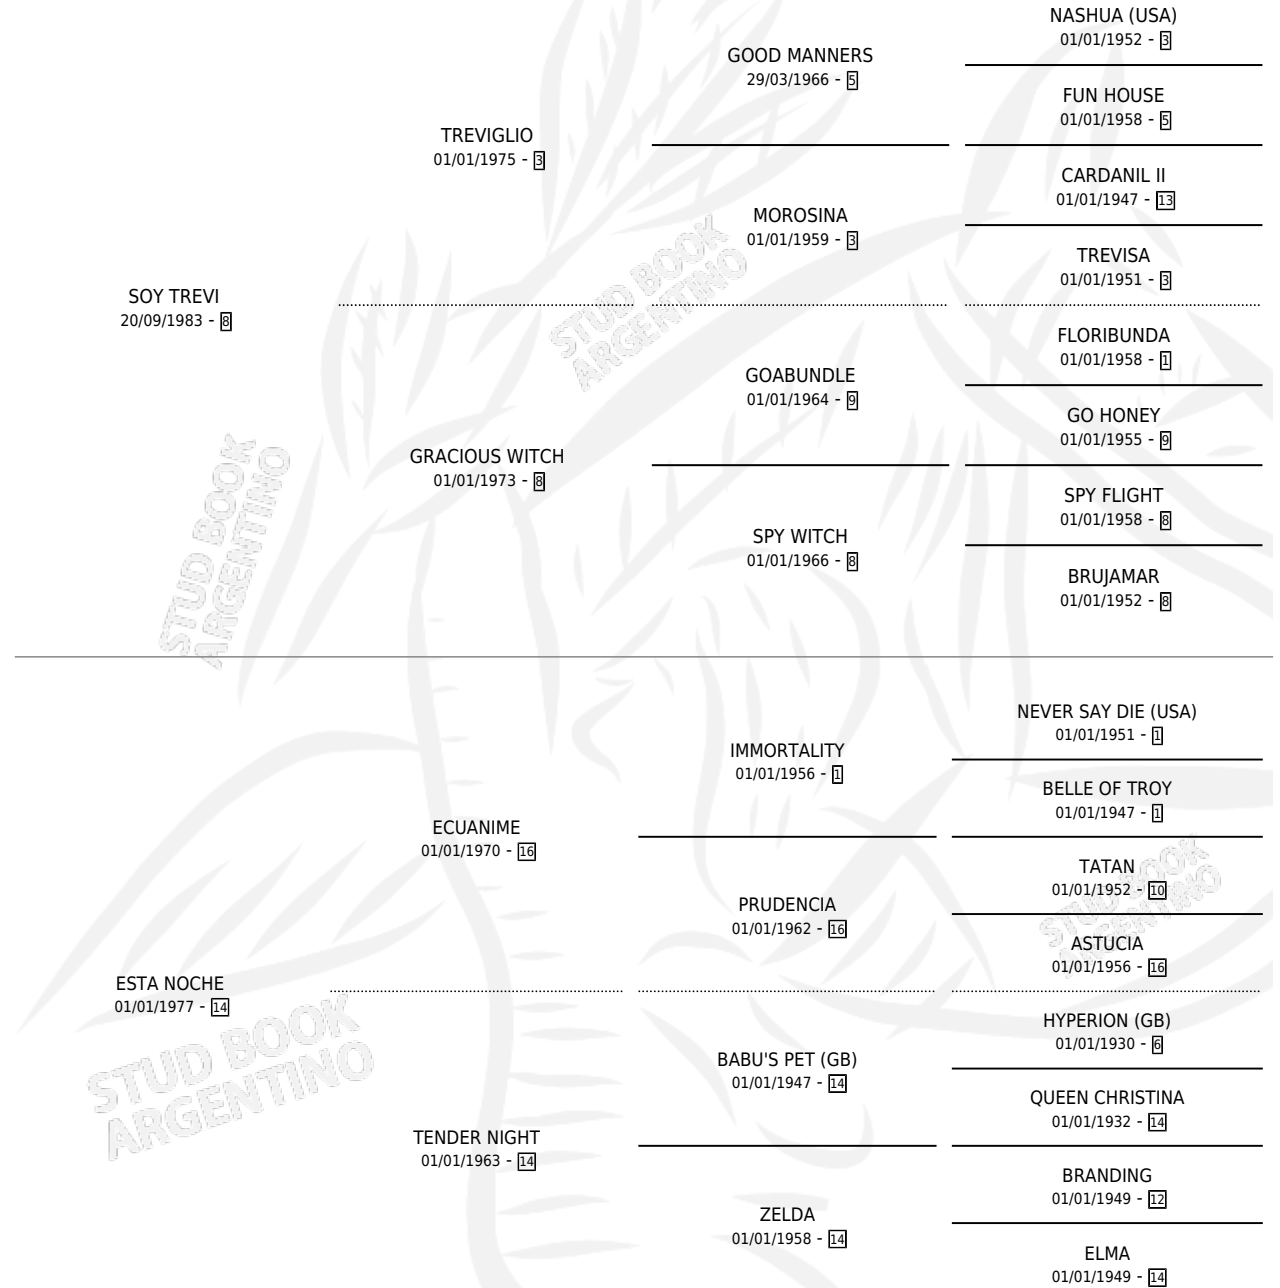 NASHUA (USA)
01/01/1952 - 3
GOOD MANNERS
29/03/1966 - 5
FUN HOUSE
01/01/1958 - 5
TREVIGLIO
01/01/1975 - 3
CARDANIL II
01/01/1947 - 13
MOROSINA
01/01/1959 - 3
TREVISA
01/01/1951 - 3
SOY TREVI
20/09/1983 - 8
FLORIBUNDA
01/01/1958 - 1
GOABUNDLE
01/01/1964 - 9
GO HONEY
01/01/1955 - 9
GRACIOUS WITCH
01/01/1973 - 8
SPY FLIGHT
01/01/1958 - 8
SPY WITCH
01/01/1966 - 8
BRUJAMAR
01/01/1952 - 8
NEVER SAY DIE (USA)
01/01/1951 - 1
IMMORTALITY
01/01/1956 - 1
BELLE OF TROY
01/01/1947 - 1
ECUANIME
01/01/1970 - 16
TATAN
01/01/1952 - 10
PRUDENCIA
01/01/1962 - 16
ASTUCIA
01/01/1956 - 16
ESTA NOCHE
01/01/1977 - 14
HYPERION (GB)
01/01/1930 - 6
BABU'S PET (GB)
01/01/1947 - 14
QUEEN CHRISTINA
01/01/1932 - 14
TENDER NIGHT
01/01/1963 - 14
BRANDING
01/01/1949 - 12
ZELDA
01/01/1958 - 14
ELMA
01/01/1949 - 14
STUD BOOK
ARGENTINO
STUD BOOK
ARGENTINO
STUD BOOK
ARGENTINO
STUD BOOK
ARGENTINO